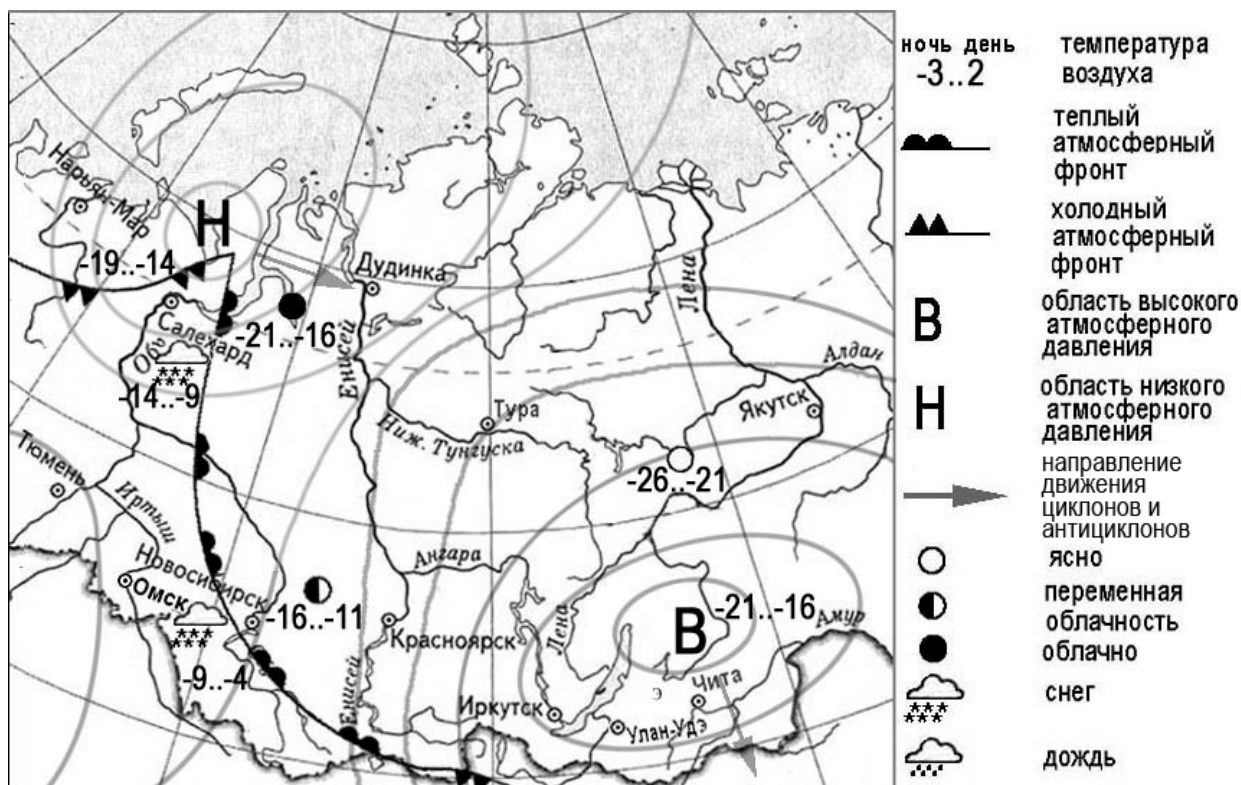 Нарьян-Мар
Н
-19..-14
Дудинка
Салехард
-21..-16
Обь
Енисей
Лена
-14..-9
Алдан
Тура
Якутск
Ниж. Тунгуска
-26..-21
Тюмень
Иртыш
Ангара
Новосибирск
Омск
-16..-11
Красноярск
Лена
В
-21..-16
Амур
-9..-4
Енисей
Иркутск
э
Чита
Улан-Удэ
ночь день
-3..2
температура
воздуха
теплый
атмосферный
фронт
холодный
атмосферный
фронт
В
область высокого
атмосферного
давления
Н
область низкого
атмосферного
давления
направление
движения
циклонов и
антициклонов
ясно
переменная
облачность
облачно
снег
дождь